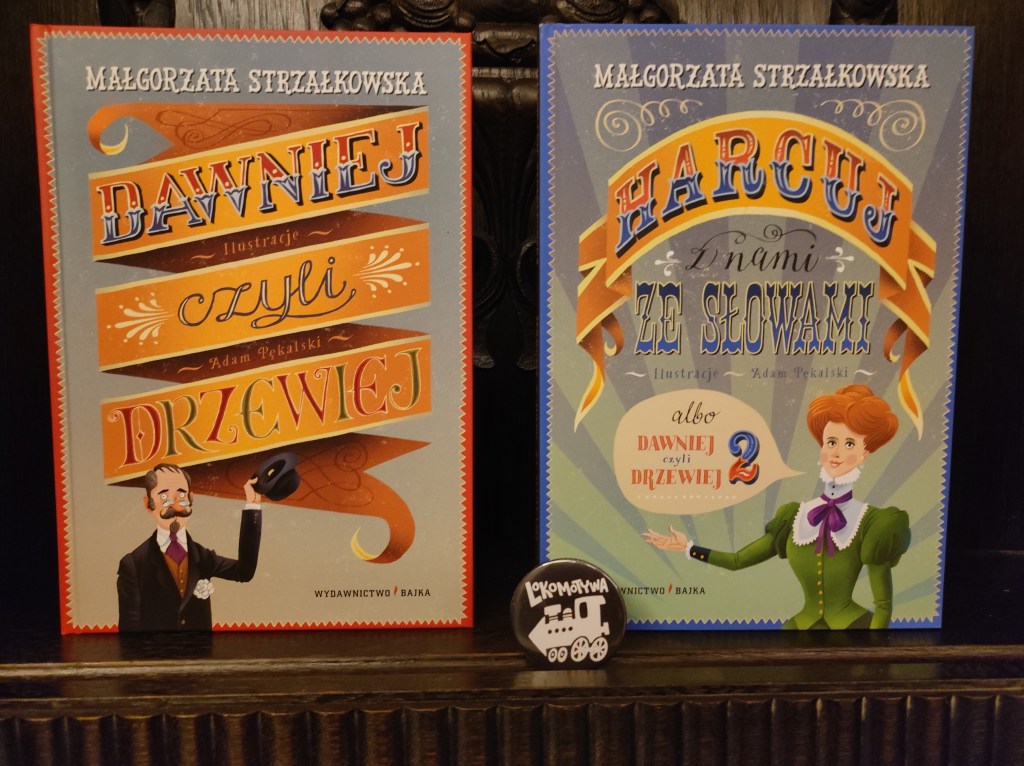 MAŁGORZATA STRZAŁKOWSKA
DAWNIEJ
Ilustracje
czyli
Adam Pękalski
DRZEWIEJ
WYDAWNICTWO BAJKA
MAŁGORZATA STRZAŁKOWSKA
HARCUJ
z nami
ZE SŁOWAMI
Ilustracje — Adam Pękalski
albo
DAWNIEJ
czyli
DRZEWIEJ
2
WNICTWO BAJKA
LOKOMOTYWA